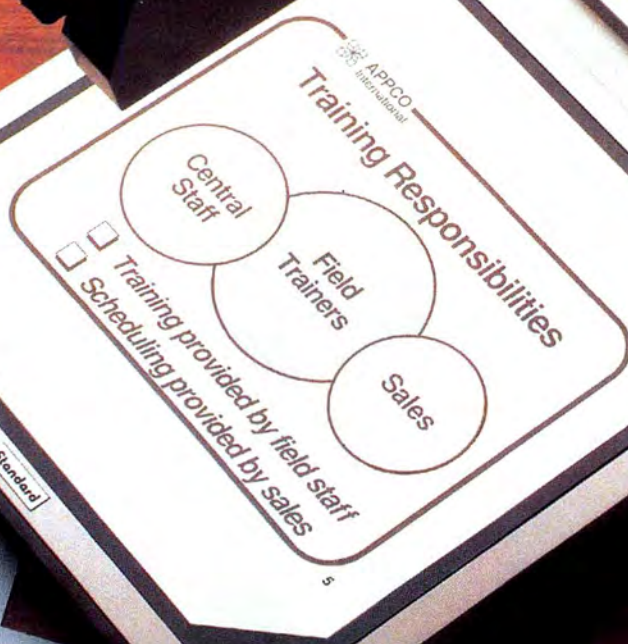 APPCO
International
Training Responsibilities
Central
Staff
Field
Trainers
Sales
Training provided by field staff
Scheduling provided by sales
5
Standard